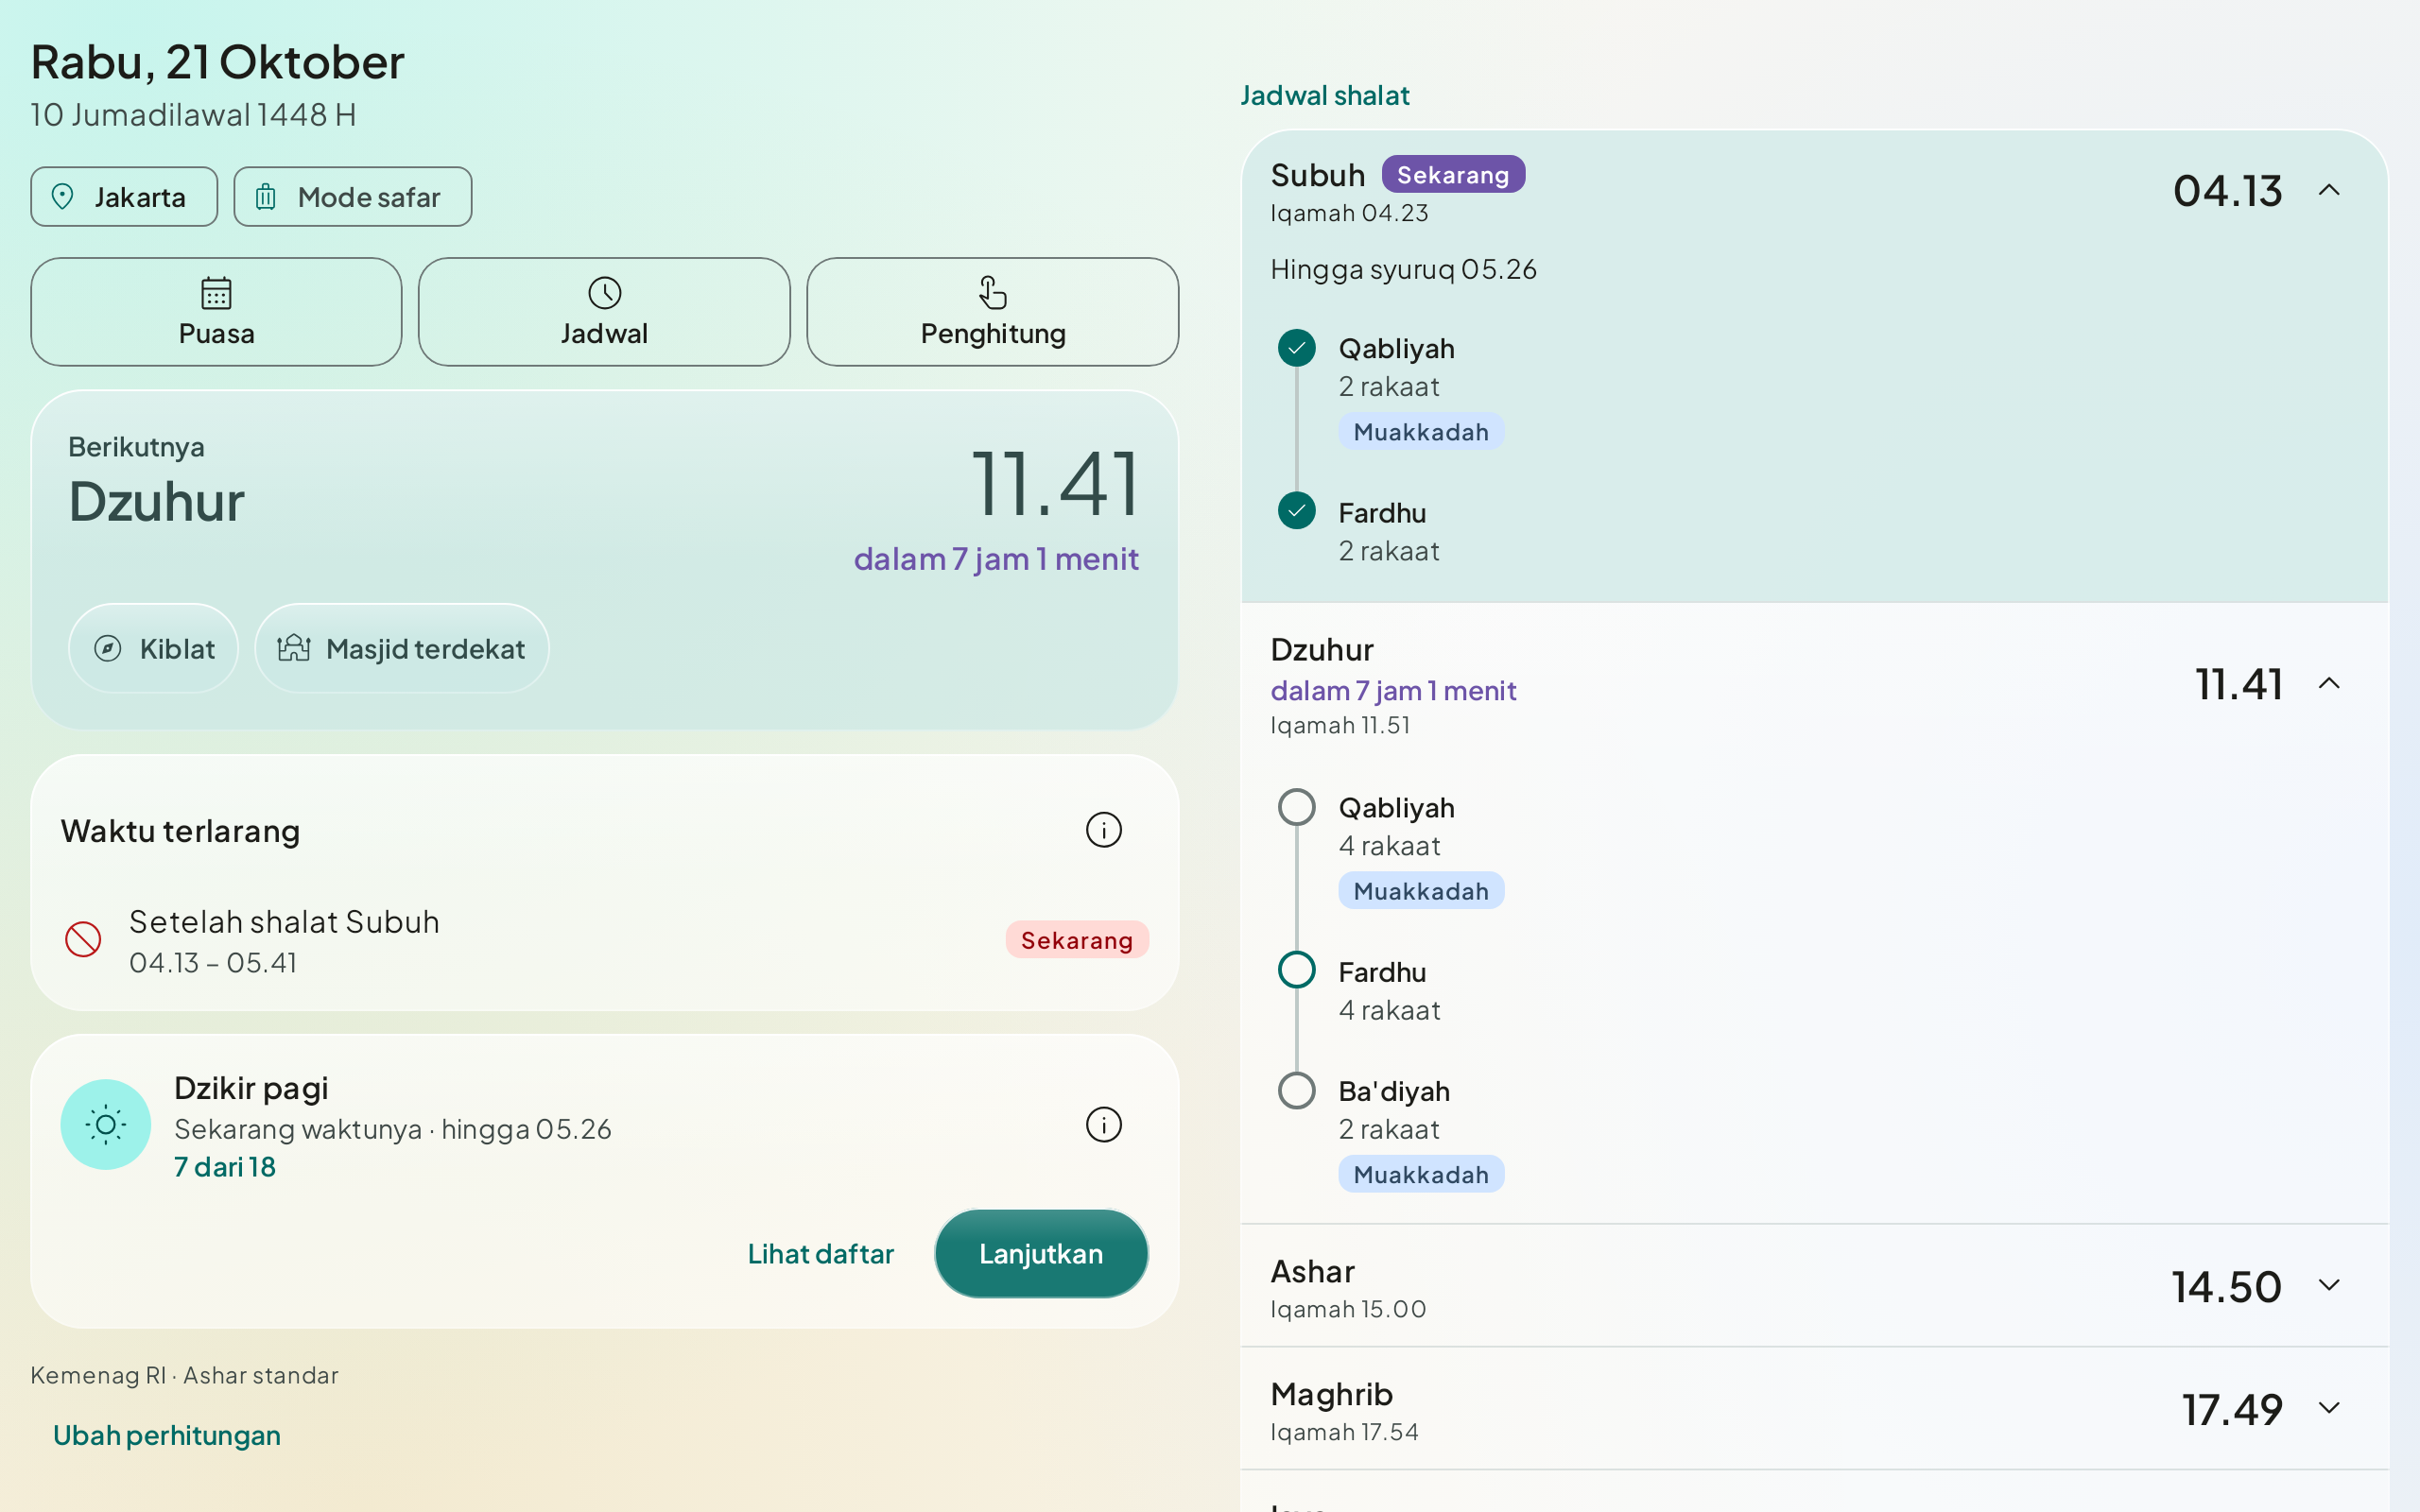 Rabu, 21 Oktober
10 Jumadilawal 1448 H
Jakarta
Mode safar
Puasa
Jadwal
Penghitung
Berikutnya
Dzuhur
11.41
dalam 7 jam 1 menit
Kiblat
Masjid terdekat
Waktu terlarang
Setelah shalat Subuh
04.13 – 05.41
Sekarang
Dzikir pagi
Sekarang waktunya · hingga 05.26
7 dari 18
Lihat daftar
Lanjutkan
Kemenag RI · Ashar standar
Ubah perhitungan
Jadwal shalat
Subuh
Sekarang
Iqamah 04.23
04.13
Hingga syuruq 05.26
Qabliyah
2 rakaat
Muakkadah
Fardhu
2 rakaat
Dzuhur
dalam 7 jam 1 menit
Iqamah 11.51
11.41
Qabliyah
4 rakaat
Muakkadah
Fardhu
4 rakaat
Ba'diyah
2 rakaat
Muakkadah
Ashar
Iqamah 15.00
14.50
Maghrib
Iqamah 17.54
17.49